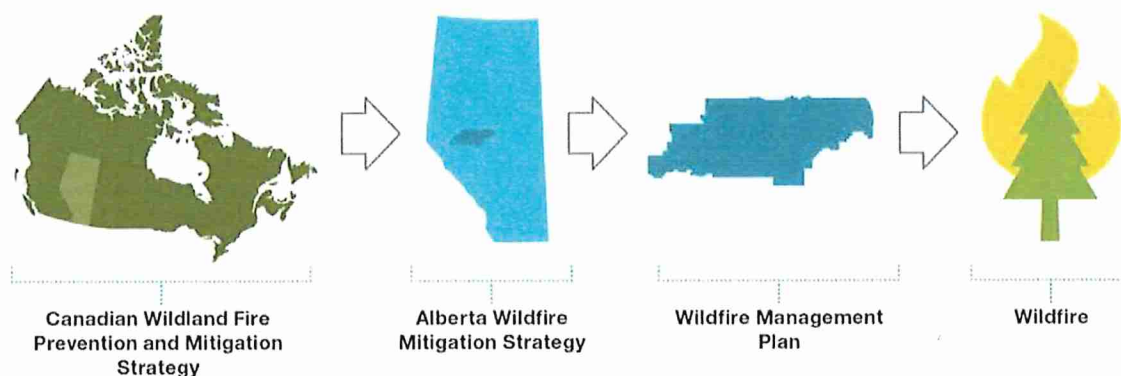 Canadian Wildland Fire
Prevention and Mitigation
Strategy
Alberta Wildfire
Mitigation Strategy
Wildfire Management
Plan
Wildfire